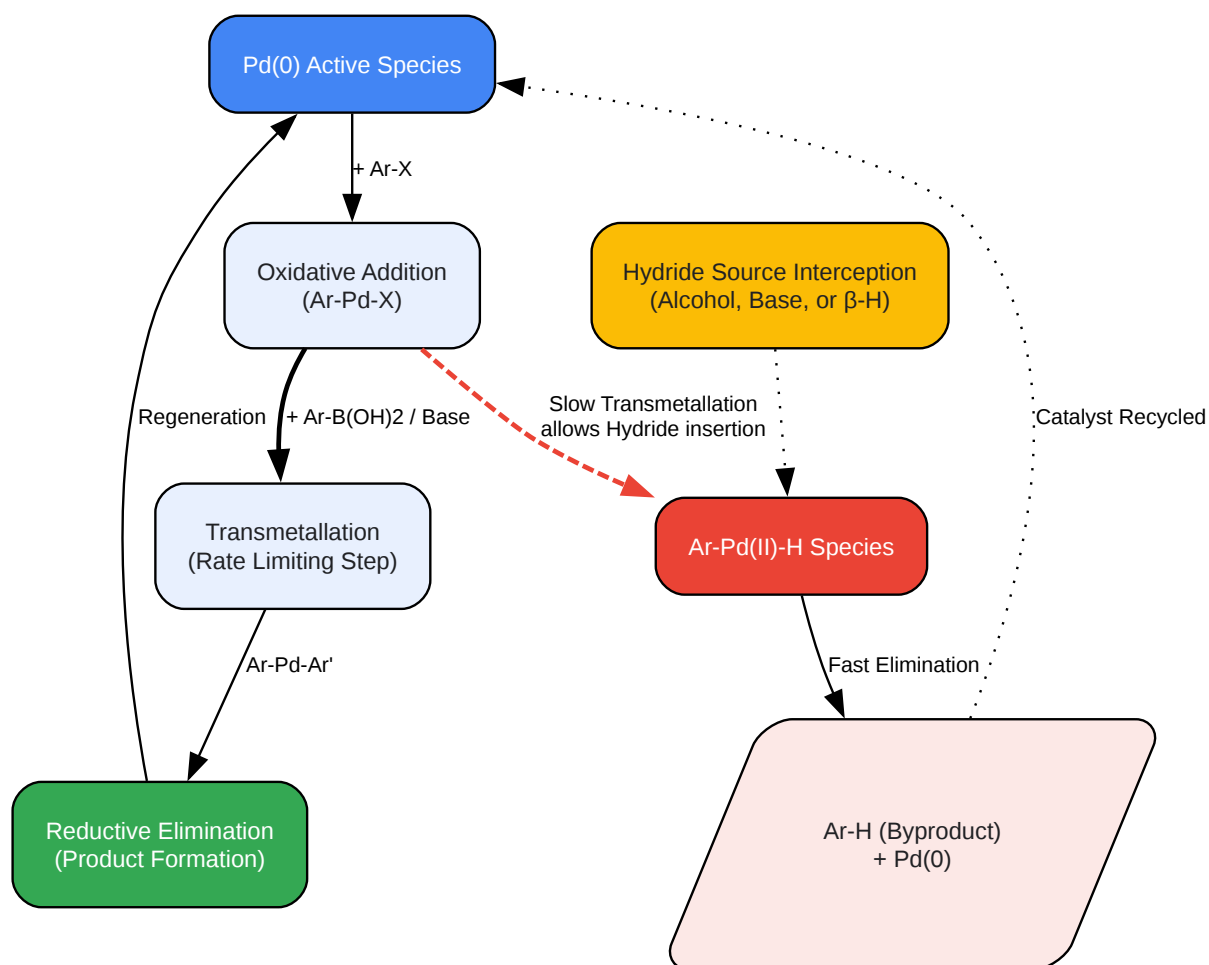 Pd(0) Active Species
+ Ar-X
Oxidative Addition
(Ar-Pd-X)
Hydride Source Interception
(Alcohol, Base, or β-H)
Regeneration
+ Ar-B(OH)2 / Base
Slow Transmetallation
allows Hydride insertion
Catalyst Recycled
Transmetallation
(Rate Limiting Step)
Ar-Pd(II)-H Species
Ar-Pd-Ar'
Fast Elimination
Reductive Elimination
(Product Formation)
Ar-H (Byproduct)
+ Pd(0)